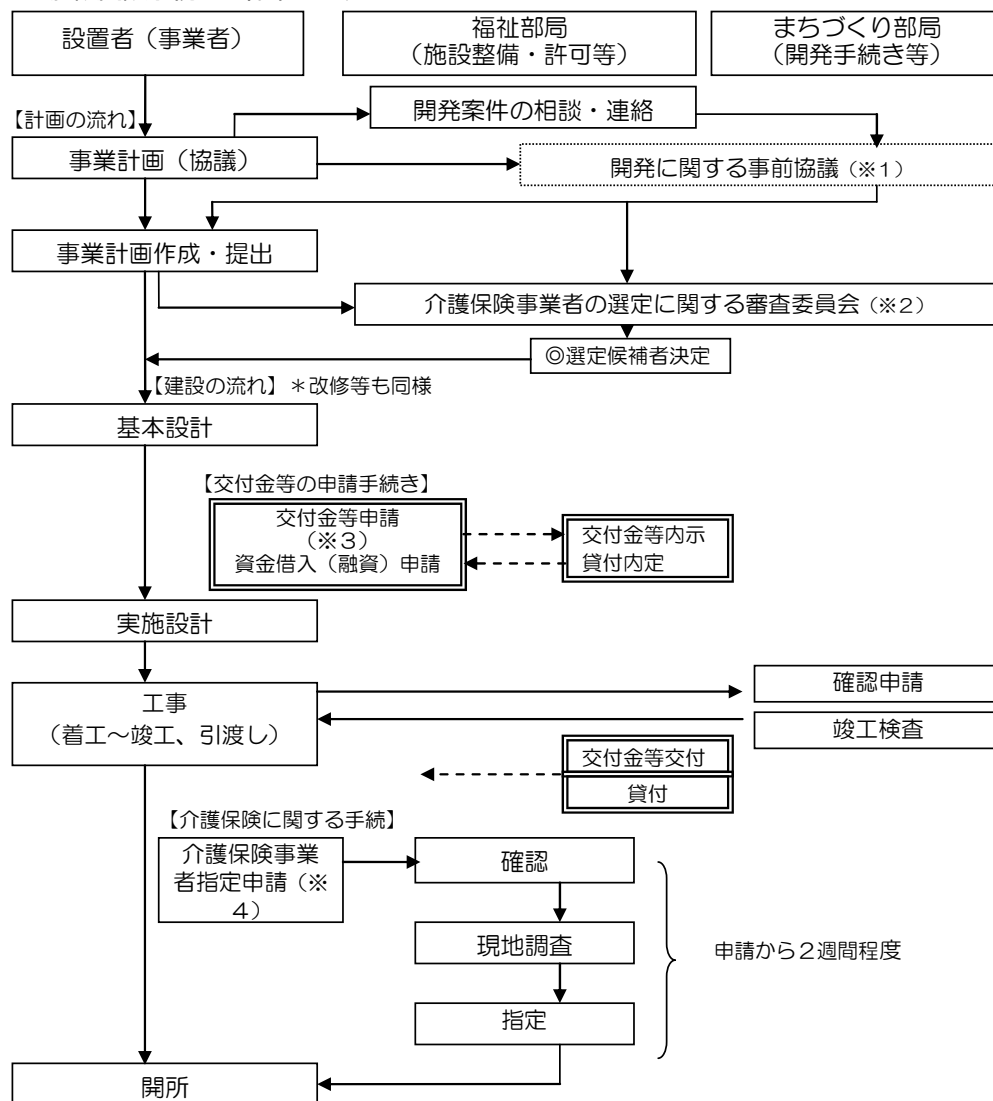 設置者（事業者）
福祉部局
（施設整備・許可等）
まちづくり部局
（開発手続き等）
【計画の流れ】
開発案件の相談・連絡
事業計画（協議）
開発に関する事前協議（※１）
事業計画作成・提出
介護保険事業者の選定に関する審査委員会（※２）
◎選定候補者決定
【建設の流れ】＊改修等も同様
基本設計
【交付金等の申請手続き】
交付金等申請
（※３）
資金借入（融資）申請
交付金等内示
貸付内定
実施設計
工事
（着工～竣工、引渡し）
確認申請
竣工検査
交付金等交付
貸付
【介護保険に関する手続】
介護保険事業
者指定申請（※
４）
確認
現地調査
指定
申請から２週間程度
開所